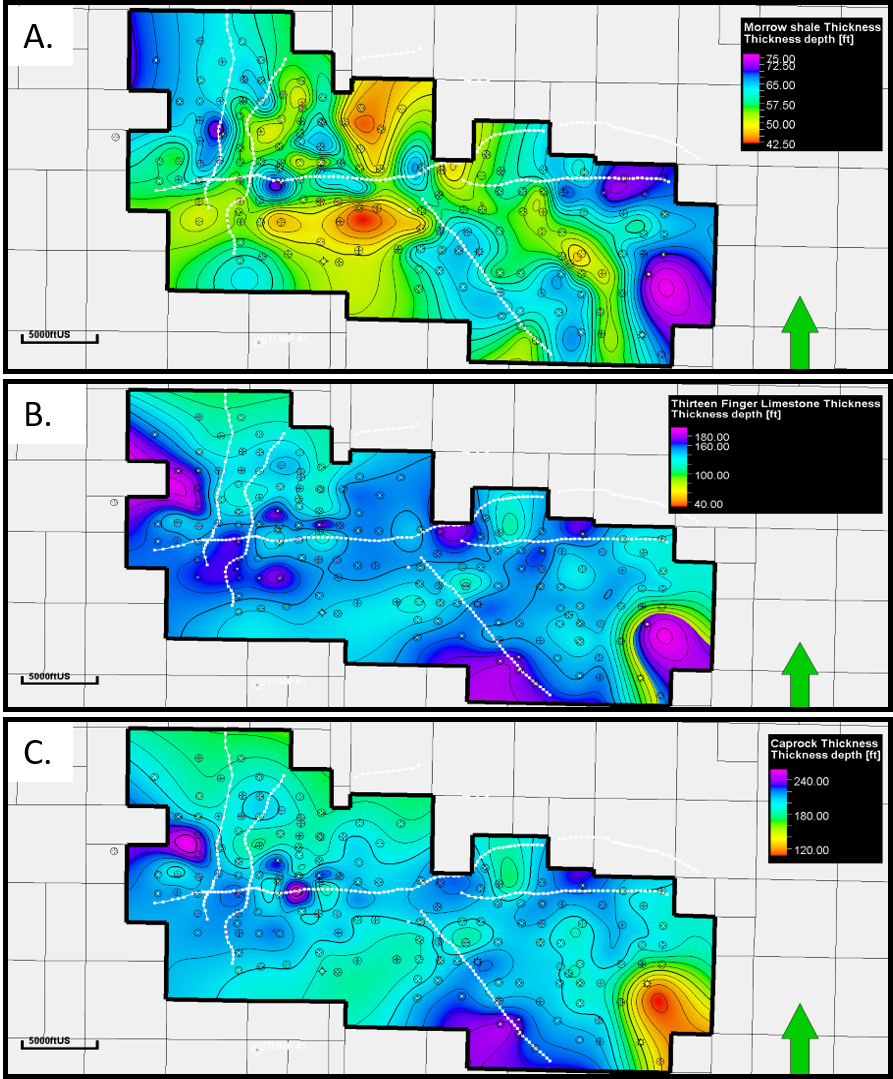 A.
Morrow shale Thickness
Thickness depth [ft]
75.00
72.50
65.00
57.50
50.00
42.50
5000ftUS
STUMP #1
B.
Thirteen Finger Limestone Thickness
Thickness depth [ft]
180.00
160.00
100.00
40.00
5000ftUS
C.
Caprock Thickness
Thickness depth [ft]
240.00
180.00
120.00
5000ftUS